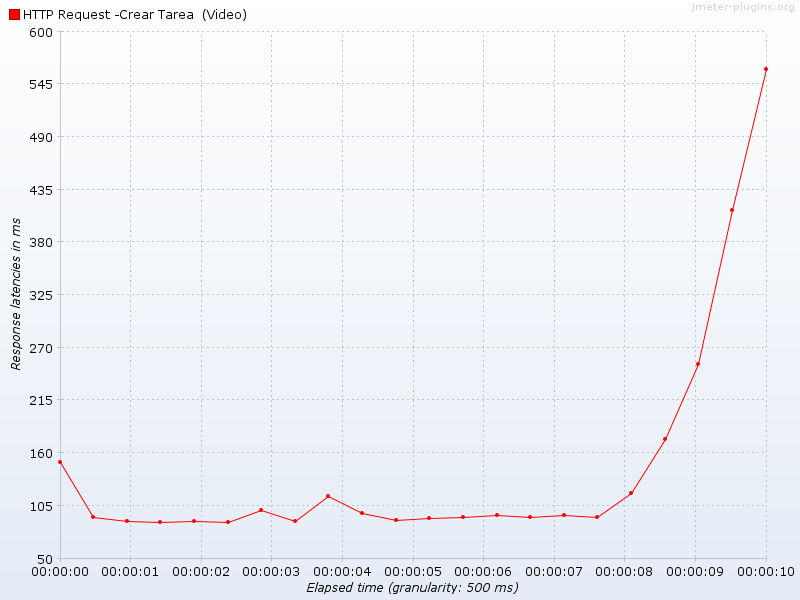 jmeter-plugins.org
HTTP Request -Crear Tarea  (Video)
600
545
490
435
380
325
270
215
160
105
50
Response latencies in ms
00:00:00 00:00:01 00:00:02 00:00:03 00:00:04 00:00:05 00:00:06 00:00:07 00:00:08 00:00:09 00:00:10
Elapsed time (granularity: 500 ms)